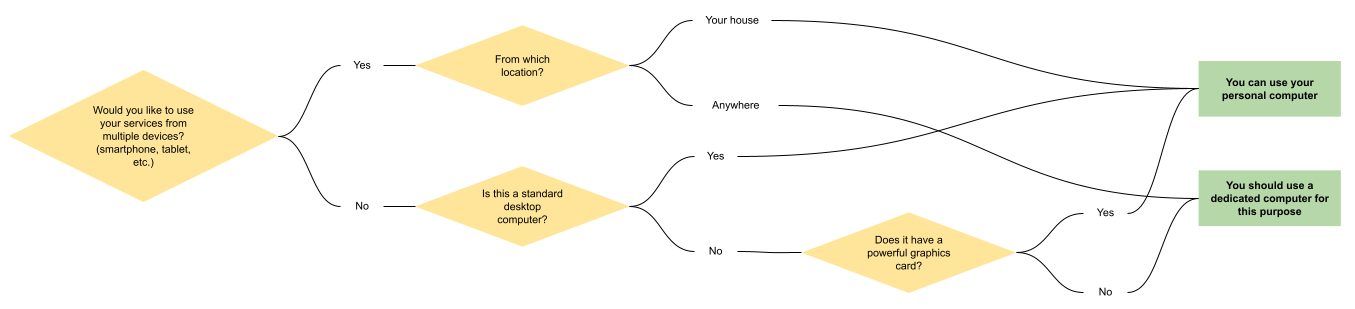 Would you like to use
your services from
multiple devices?
(smartphone, tablet,
etc.)
Yes
No
From which
location?
Is this a standard
desktop
computer?
Your house
Anywhere
Yes
No
Does it have a
powerful graphics
card?
Yes
No
You can use your
personal computer
You should use a
dedicated computer for
this purpose